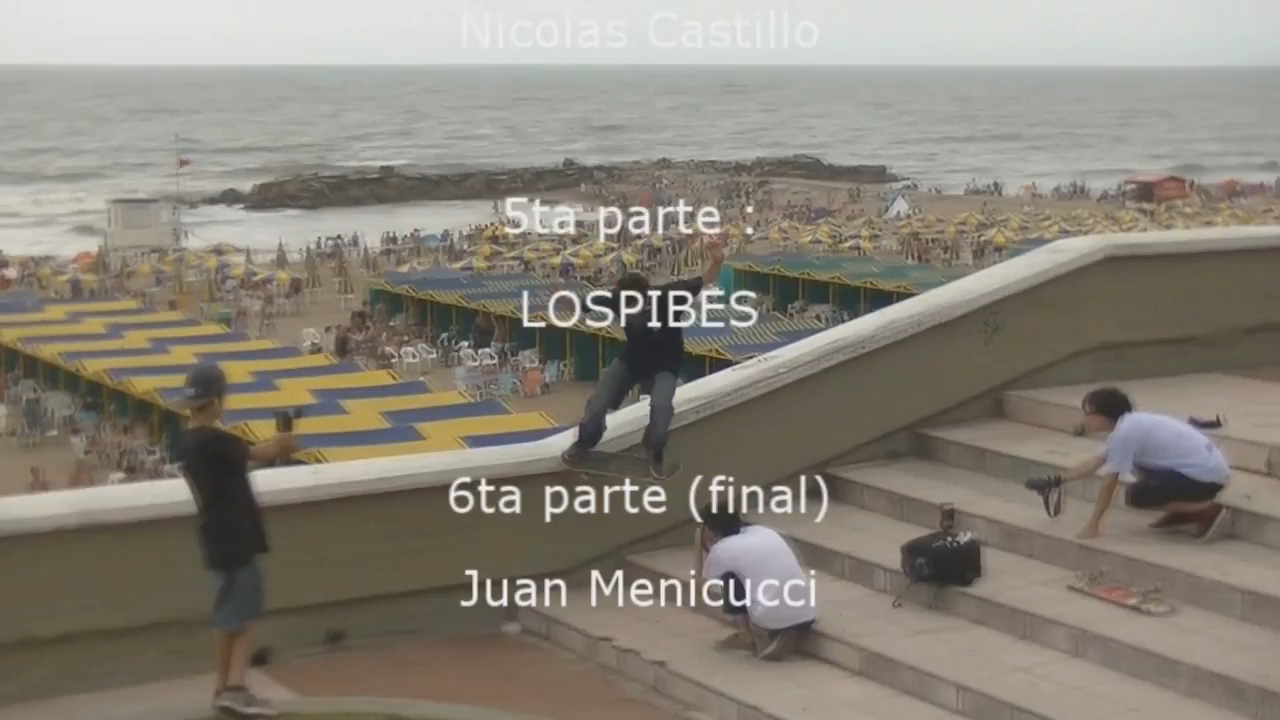 Nicolas Castillo
5ta parte :
LOSPIBES
6ta parte (final)
Juan Menicucci